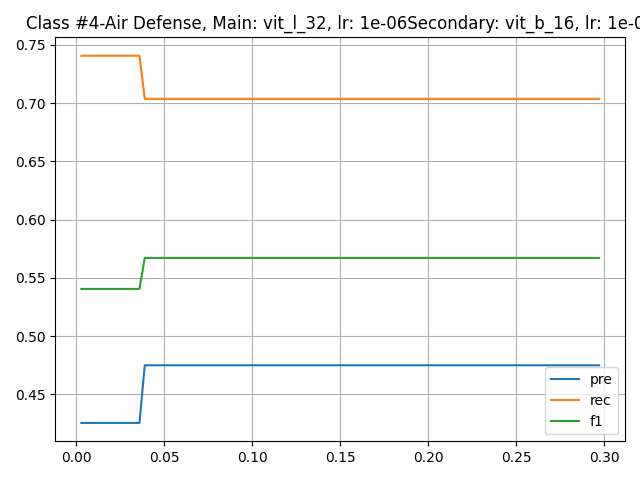 Class #4-Air Defense, Main: vit_l_32, lr: 1e-06Secondary: vit_b_16, lr: 1e-0
0.75
0.70
0.65
0.60
0.55
0.50
0.45
pre
rec
f1
0.00 0.05 0.10 0.15 0.20 0.25 0.30